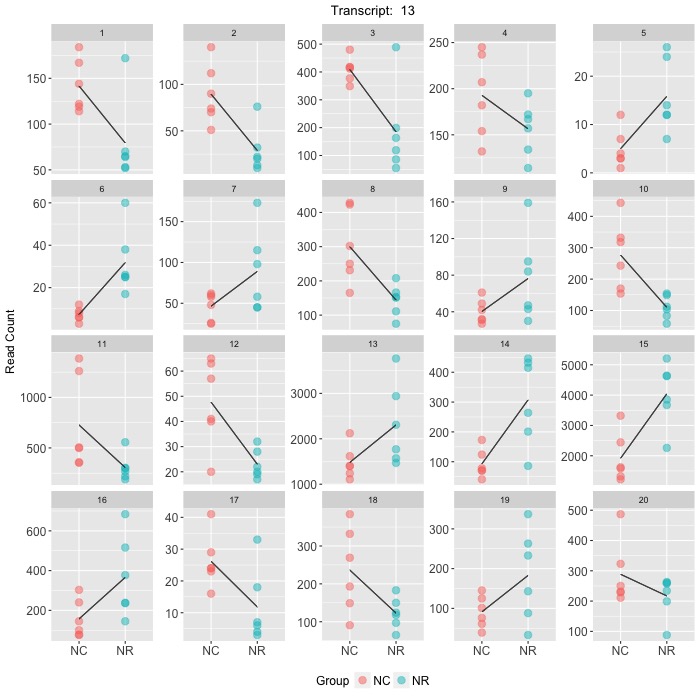 Transcript: 13
1 2 3 4 5
150 100 50
100 50
500 400 300 200 100
250 200 150
20 10 0
6 7 8 9 10
60 40 20
150 100 50
400 300 200 100
160 120 80 40
400 300 200 100
Read Count
11 12 13 14 15
1000 500
60 50 40 30 20
3000 2000 1000
400 300 200 100
5000 4000 3000 2000
16 17 18 19 20
600 400 200
40 30 20 10
300 200 100
300 200 100
500 400 300 200 100
NC NR NC NR NC NR NC NR NC NR
Group NC NR